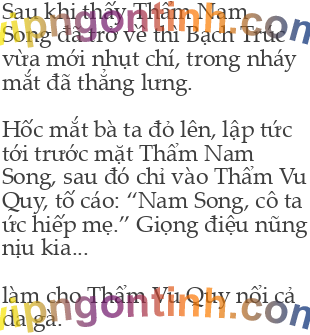 Sau khi thấy Thẩm Nam
Song đã trở về thì Bạch Trúc
vừa mới nhụt chí, trong nháy
mắt đã thẳng lưng.
Hốc mắt bà ta đỏ lên, lập tức
tới trước mặt Thẩm Nam
Song, sau đó chỉ vào Thẩm Vu
Quy, tố cáo: “Nam Song, cô ta
ức hiếp mẹ.” Giọng điệu nũng
nịu kia...
làm cho Thẩm Vu Quy nổi cả
da gà.